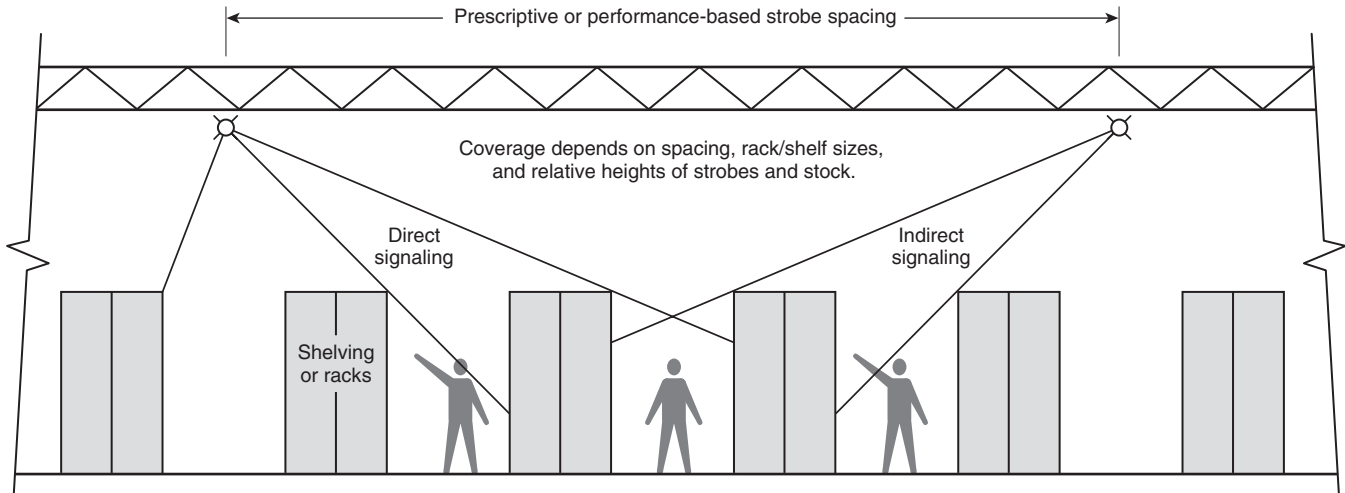 Prescriptive or performance-based strobe spacing
Coverage depends on spacing, rack/shelf sizes,
and relative heights of strobes and stock.
Direct
signaling
Indirect
signaling
Shelving
or racks